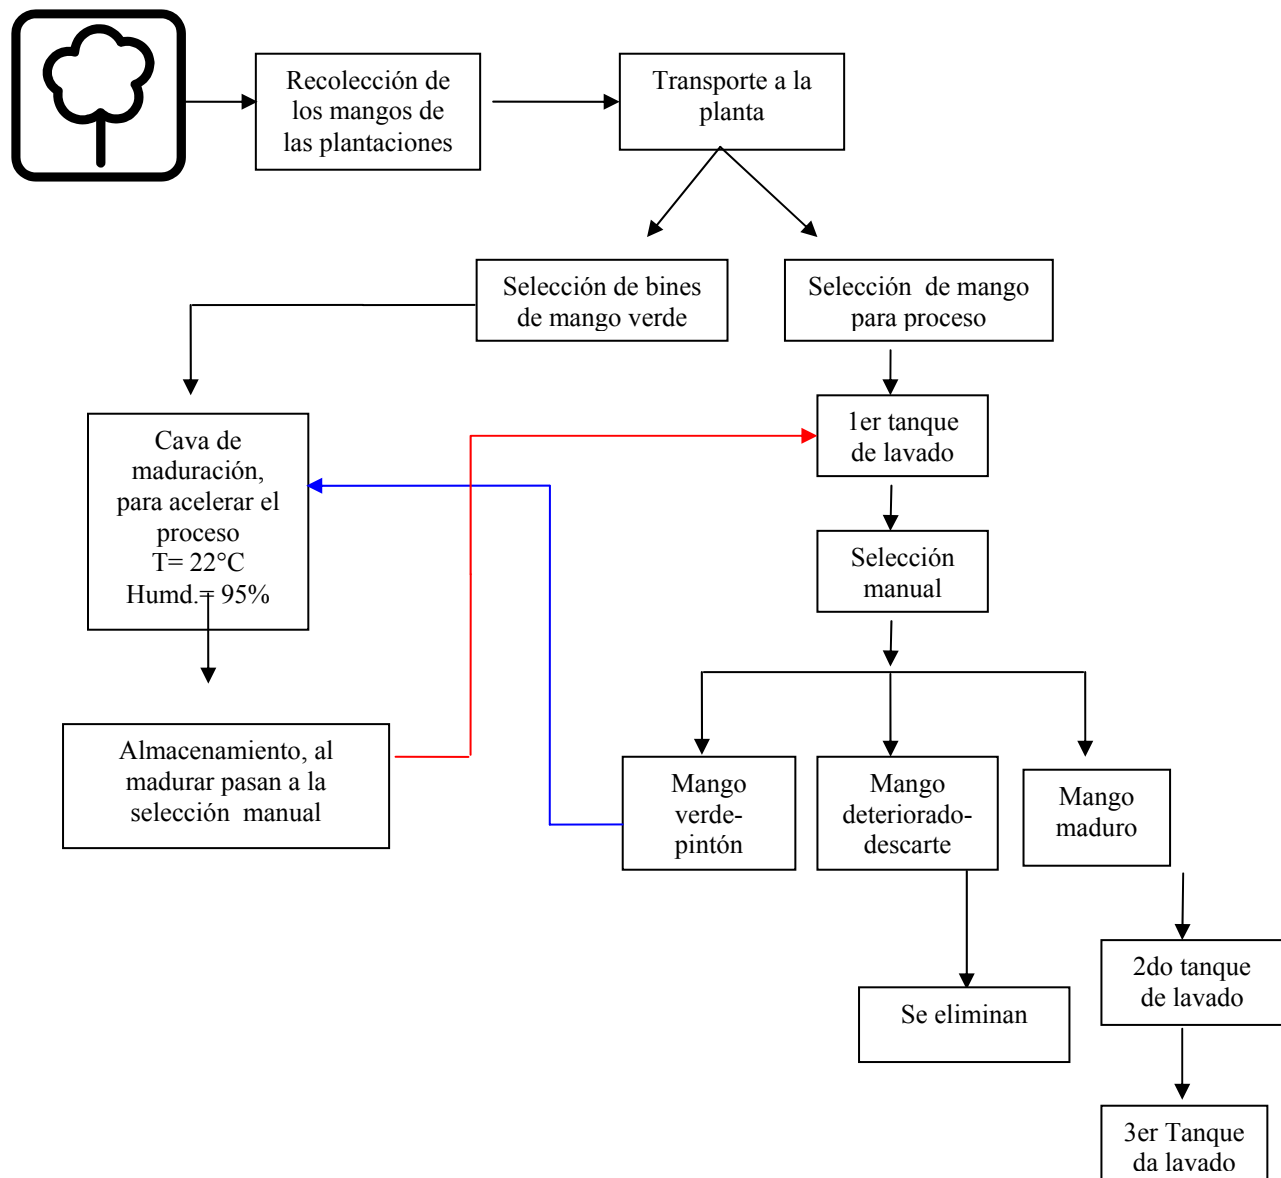 Recolección de
los mangos de
las plantaciones
Transporte a la
planta
Selección de bines
de mango verde
Selección de mango
para proceso
Cava de
maduración,
para acelerar el
proceso
T= 22°C
Humd.= 95%
1er tanque
de lavado
Selección
manual
Almacenamiento, al
madurar pasan a la
selección manual
Mango
verde-
pintón
Mango
deteriorado-
descarte
Mango
maduro
Se eliminan
2do tanque
de lavado
3er Tanque
da lavado